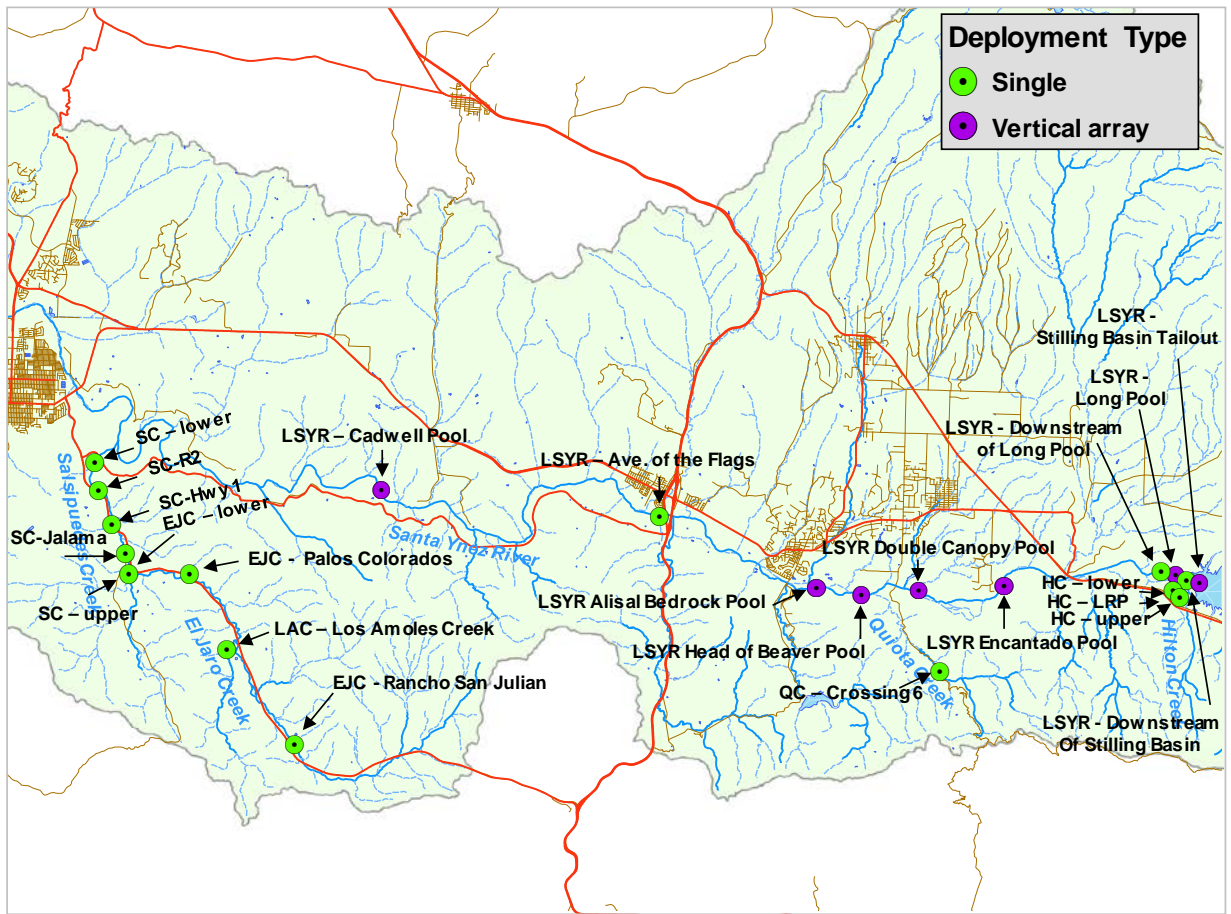 Deployment Type
Single
Vertical array
LSYR -
Stilling Basin Tailout
LSYR -
Long Pool
LSYR - Downstream
of Long Pool
SC – lower
SC-R2
SC-Hwy 1
EJC – lower
SC-Jalama
SC – upper
Salsipuedes Creek
LSYR – Cadwell Pool
LSYR – Ave. of the Flags
Santa Ynez River
EJC - Palos Colorados
LAC – Los Amoles Creek
El Jaro Creek
EJC - Rancho San Julian
LSYR Double Canopy Pool
LSYR Alisal Bedrock Pool
LSYR Head of Beaver Pool
Quiota Creek
LSYR Encantado Pool
QC – Crossing 6
HC – lower
HC – LRP
HC – upper
Hilton Creek
LSYR - Downstream
Of Stilling Basin